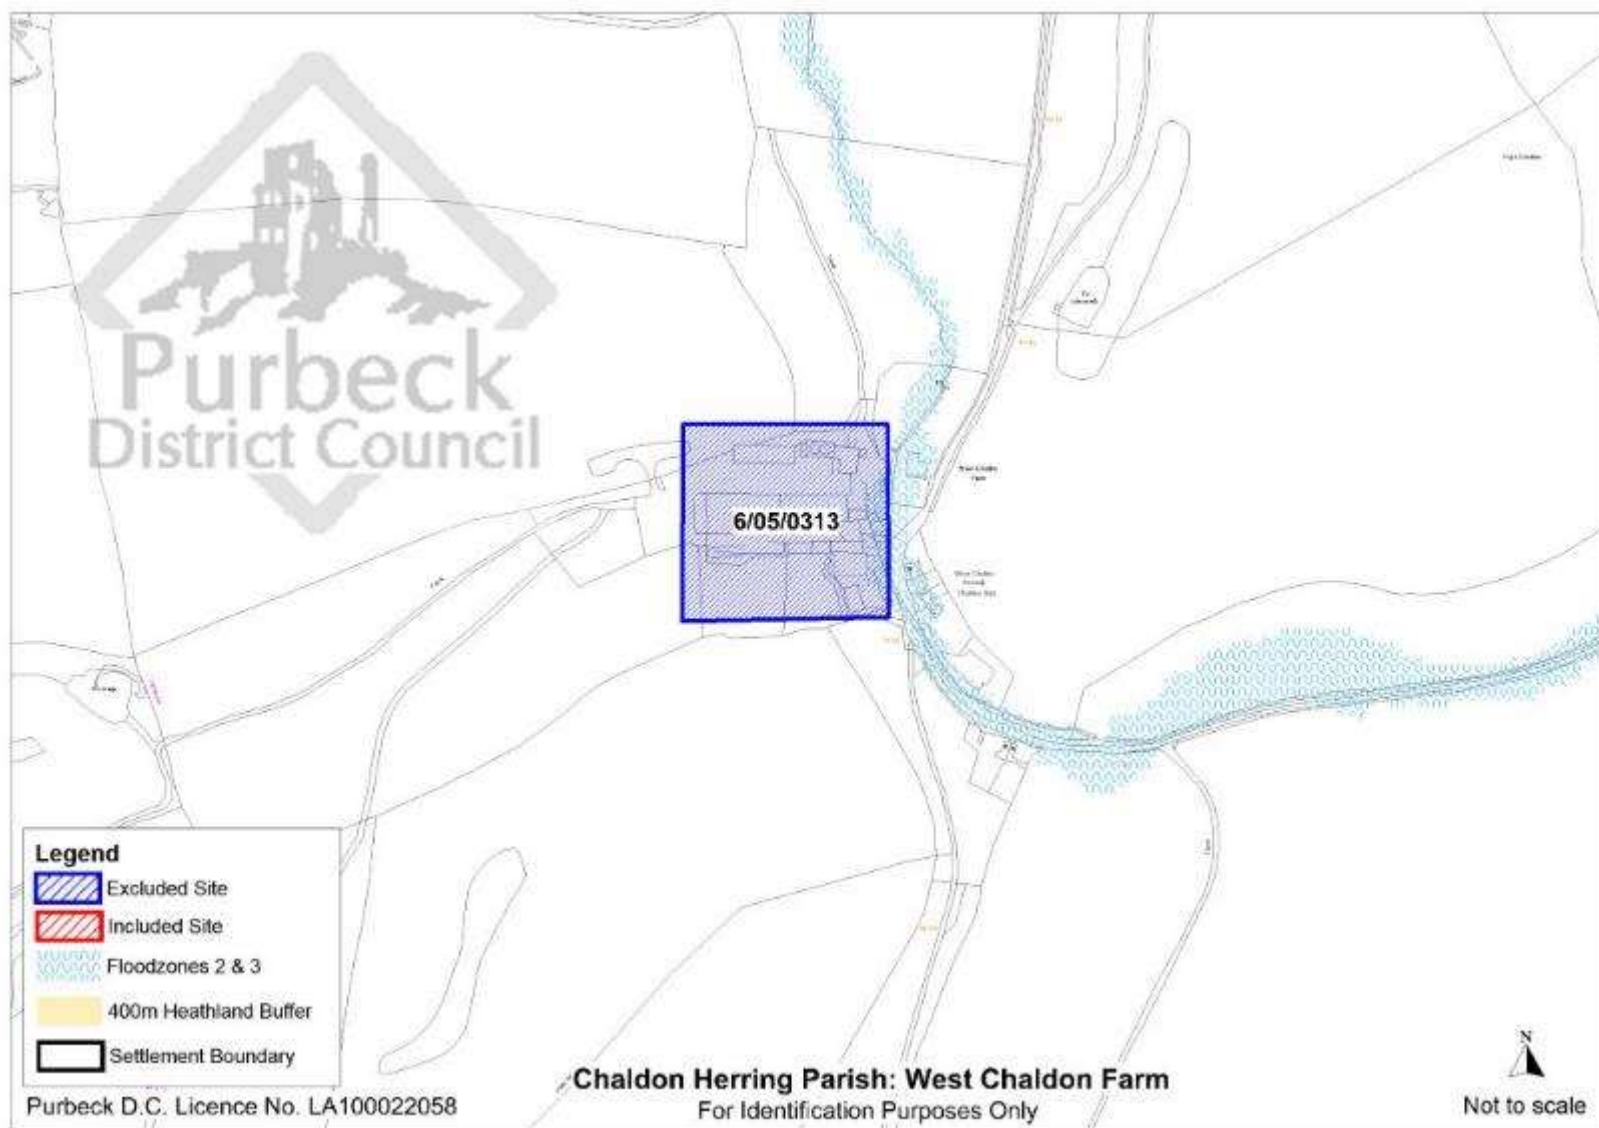 Purbeck
District Council
6/05/0313
Legend
Excluded Site
Included Site
Floodzones 2 & 3
400m Heathland Buffer
Settlement Boundary
Purbeck D.C. Licence No. LA100022058
Chaldon Herring Parish: West Chaldon Farm
For Identification Purposes Only
N
Not to scale